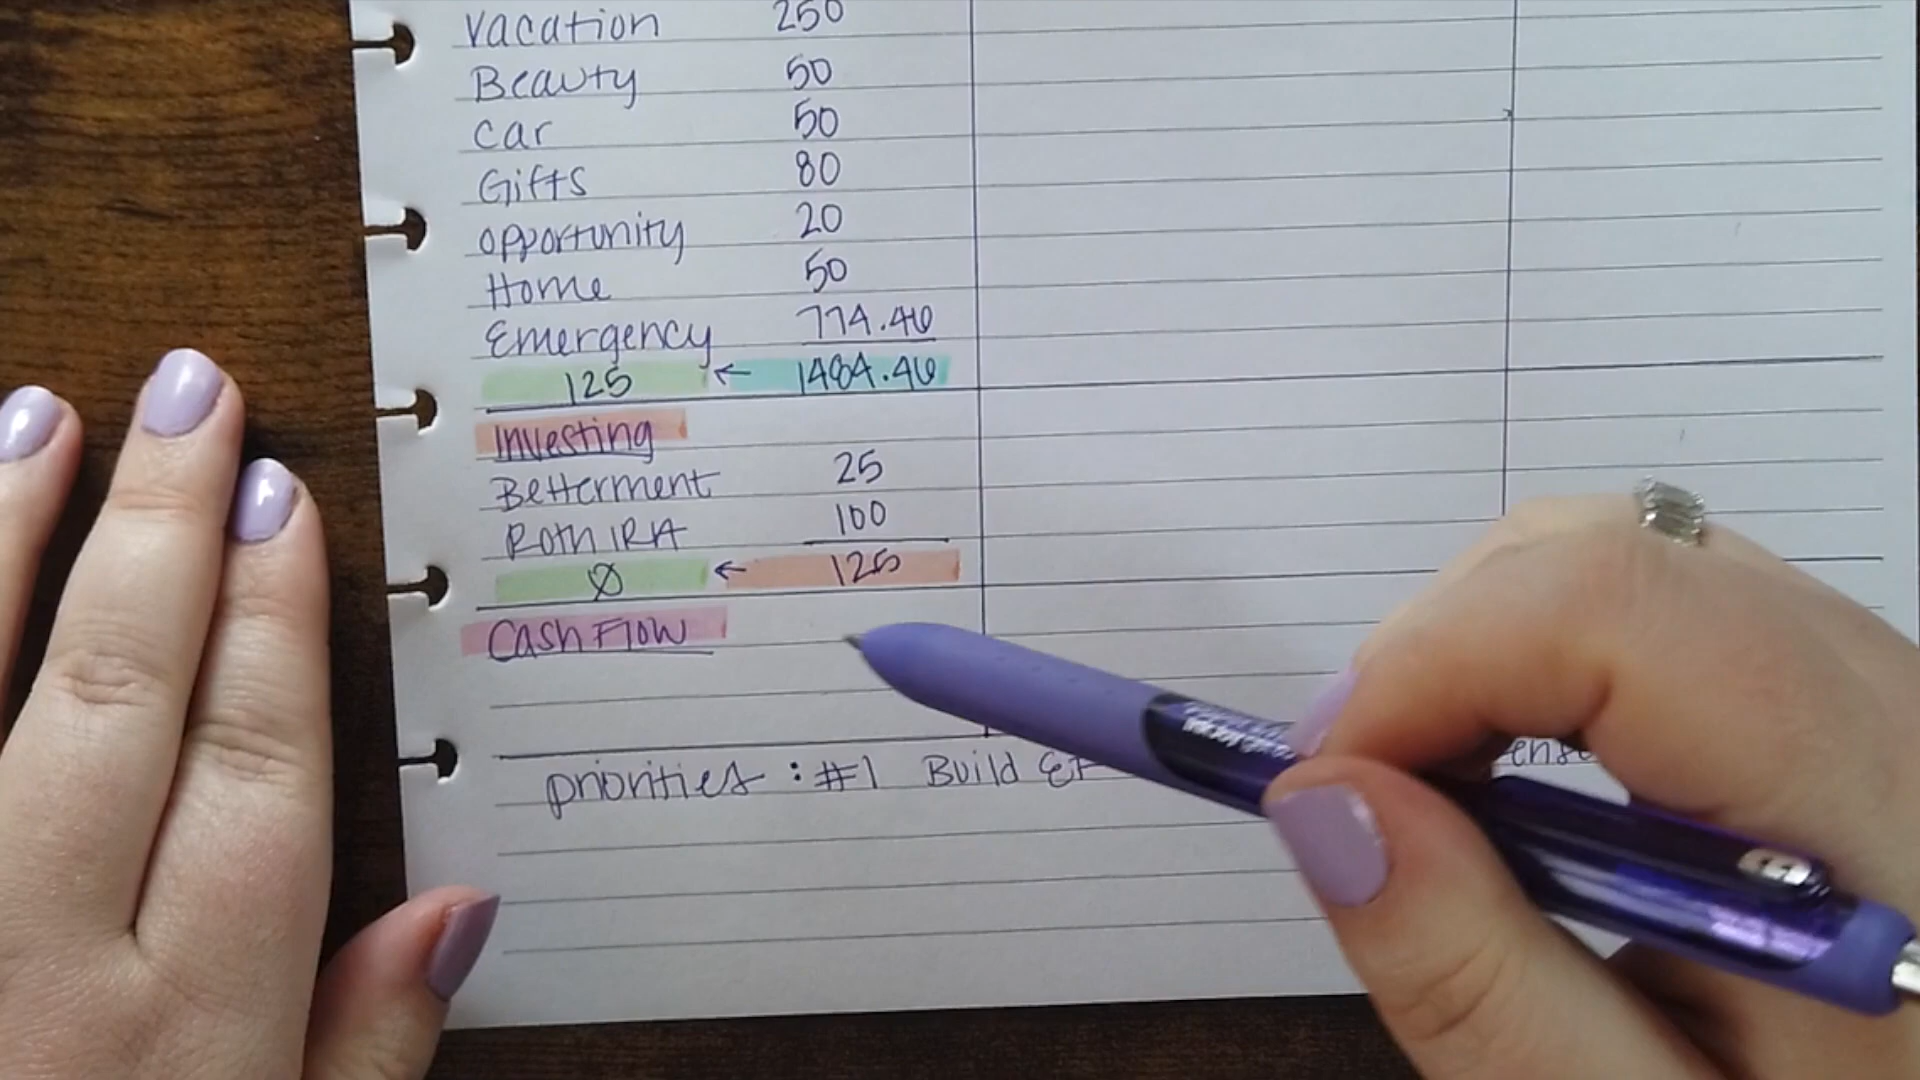 vacation 250
Beauty 50
car 50
Gifts 80
opportunity 20
Home 50
Emergency 774.46
125 ← 1484.46
Investing
Betterment 25
Roth IRA 100
Ø ← 125
Cash Flow
priorities : #1 Build EF